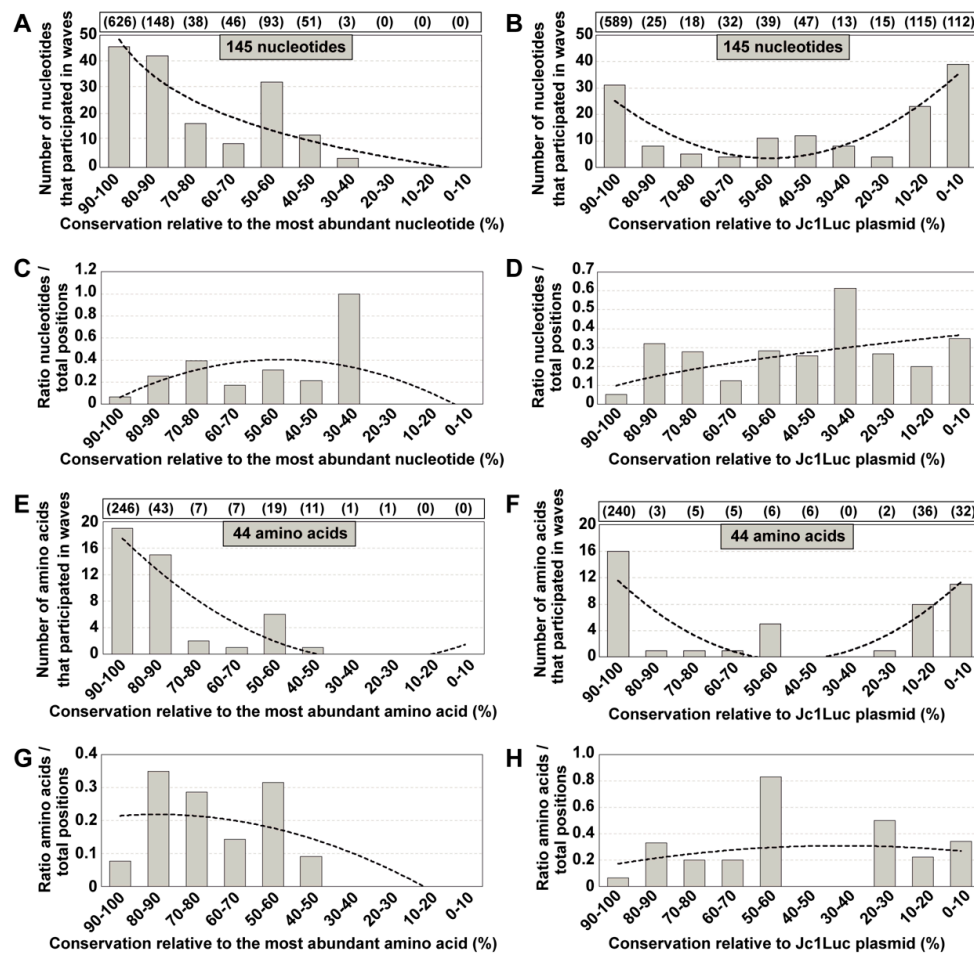 A
(626) (148) (38) (46) (93) (51) (3) (0) (0) (0)
145 nucleotides
Number of nucleotides
that participated in waves
50
40
30
20
10
0
90-100 80-90 70-80 60-70 50-60 40-50 30-40 20-30 10-20 0-10
Conservation relative to the most abundant nucleotide (%)
B
(589) (25) (18) (32) (39) (47) (13) (15) (115) (112)
145 nucleotides
Number of nucleotides
that participated in waves
50
40
30
20
10
0
90-100 80-90 70-80 60-70 50-60 40-50 30-40 20-30 10-20 0-10
Conservation relative to Jc1Luc plasmid (%)
C
Ratio nucleotides /
total positions
1.2
1.0
0.8
0.6
0.4
0.2
0
90-100 80-90 70-80 60-70 50-60 40-50 30-40 20-30 10-20 0-10
Conservation relative to the most abundant nucleotide (%)
D
Ratio nucleotides /
total positions
0.7
0.6
0.5
0.4
0.3
0.2
0.1
0
90-100 80-90 70-80 60-70 50-60 40-50 30-40 20-30 10-20 0-10
Conservation relative to Jc1Luc plasmid (%)
E
(246) (43) (7) (7) (19) (11) (1) (1) (0) (0)
44 amino acids
Number of amino acids
that participated in waves
20
16
12
8
4
0
90-100 80-90 70-80 60-70 50-60 40-50 30-40 20-30 10-20 0-10
Conservation relative to the most abundant amino acid (%)
F
(240) (3) (5) (5) (6) (6) (0) (2) (36) (32)
44 amino acids
Number of amino acids
that participated in waves
20
16
12
8
4
0
90-100 80-90 70-80 60-70 50-60 40-50 30-40 20-30 10-20 0-10
Conservation relative to Jc1Luc plasmid (%)
G
Ratio amino acids /
total positions
0.4
0.3
0.2
0.1
0
90-100 80-90 70-80 60-70 50-60 40-50 30-40 20-30 10-20 0-10
Conservation relative to the most abundant amino acid (%)
H
Ratio amino acids /
total positions
1.0
0.8
0.6
0.4
0.2
0
90-100 80-90 70-80 60-70 50-60 40-50 30-40 20-30 10-20 0-10
Conservation relative to Jc1Luc plasmid (%)